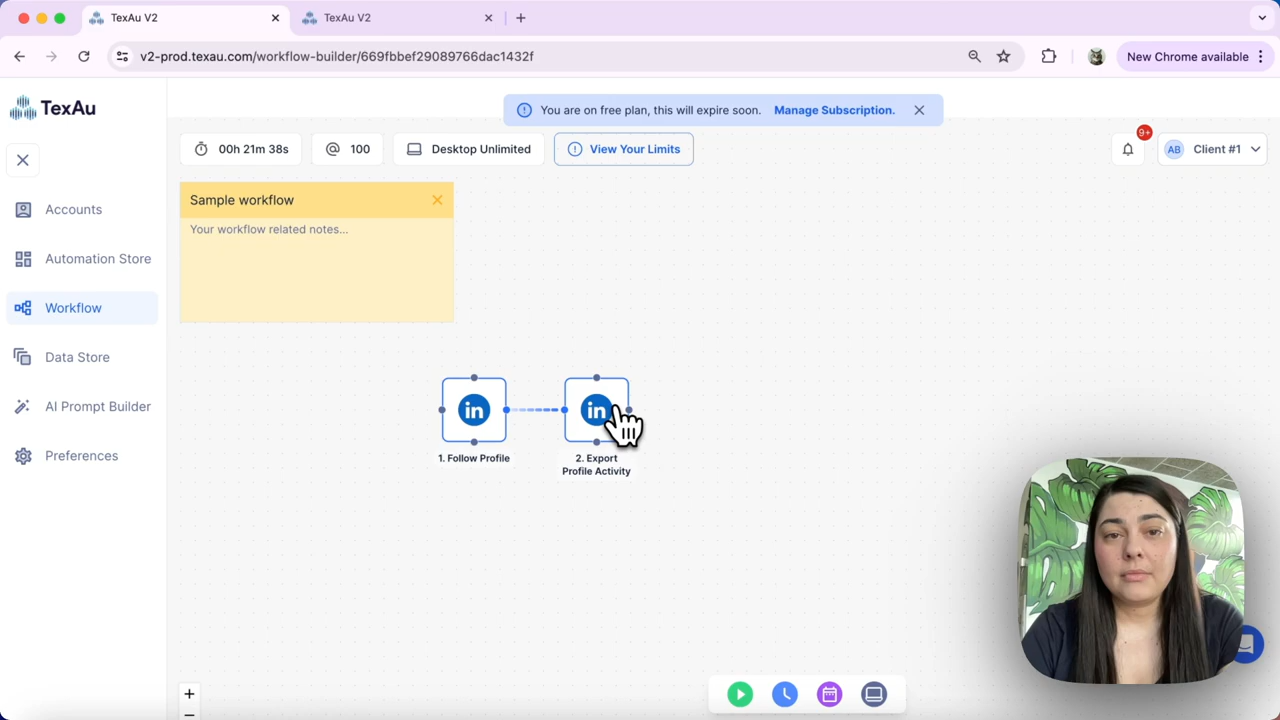 TexAu V2
TexAu V2
v2-prod.texau.com/workflow-builder/669fbbef29089766dac1432f
New Chrome available
TexAu
You are on free plan, this will expire soon. Manage Subscription.
00h 21m 38s
100
Desktop Unlimited
View Your Limits
9+
AB
Client #1
Sample workflow
Your workflow related notes...
Accounts
Automation Store
Workflow
Data Store
AI Prompt Builder
Preferences
in
in
1. Follow Profile
2. Export
Profile Activity